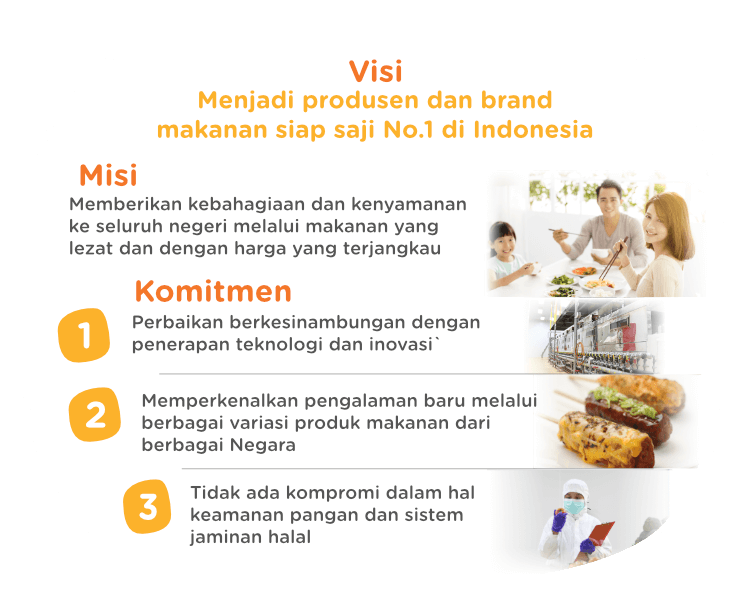 Visi
Menjadi produsen dan brand
makanan siap saji No.1 di Indonesia
Misi
Memberikan kebahagiaan dan kenyamanan
ke seluruh negeri melalui makanan yang
lezat dan dengan harga yang terjangkau
Komitmen
1
Perbaikan berkesinambungan dengan
penerapan teknologi dan inovasi`
2
Memperkenalkan pengalaman baru melalui
berbagai variasi produk makanan dari
berbagai Negara
3
Tidak ada kompromi dalam hal
keamanan pangan dan sistem
jaminan halal